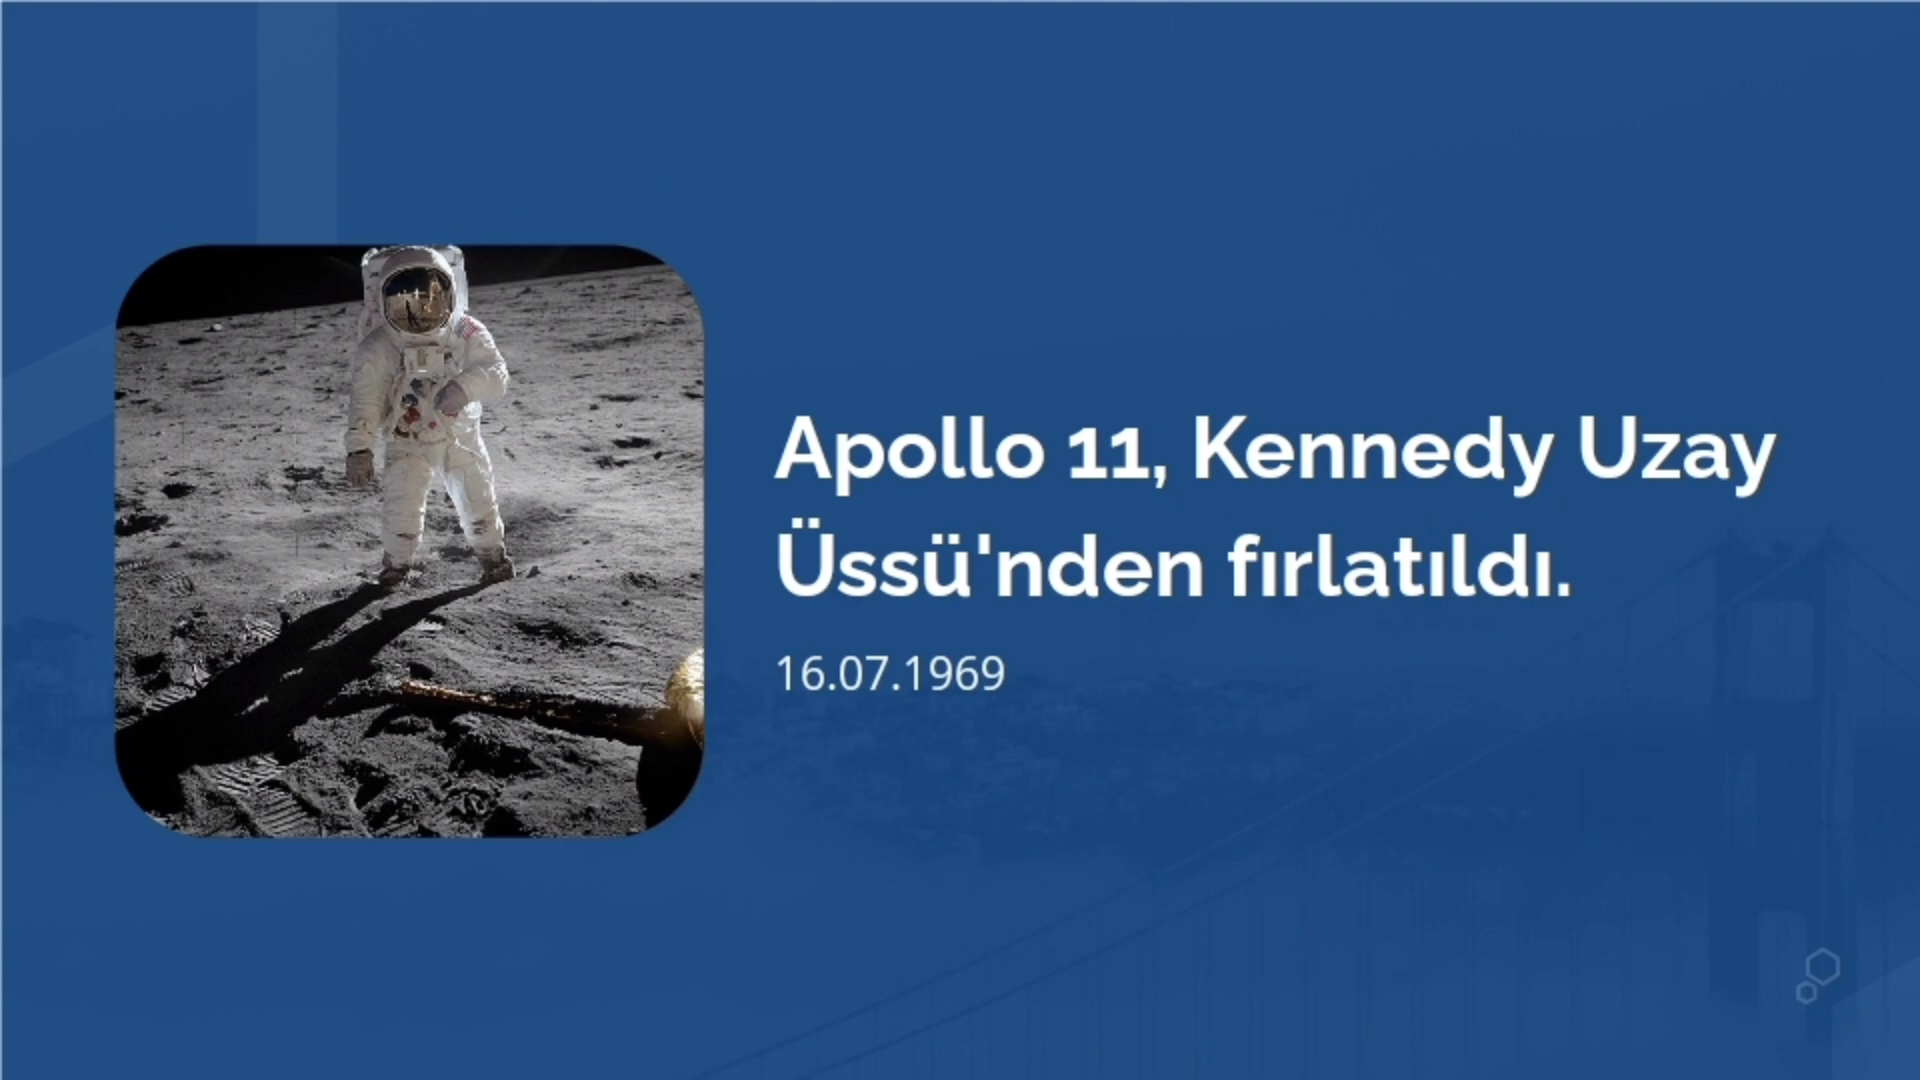 Apollo 11, Kennedy Uzay
Üssü'nden fırlatıldı.
16.07.1969